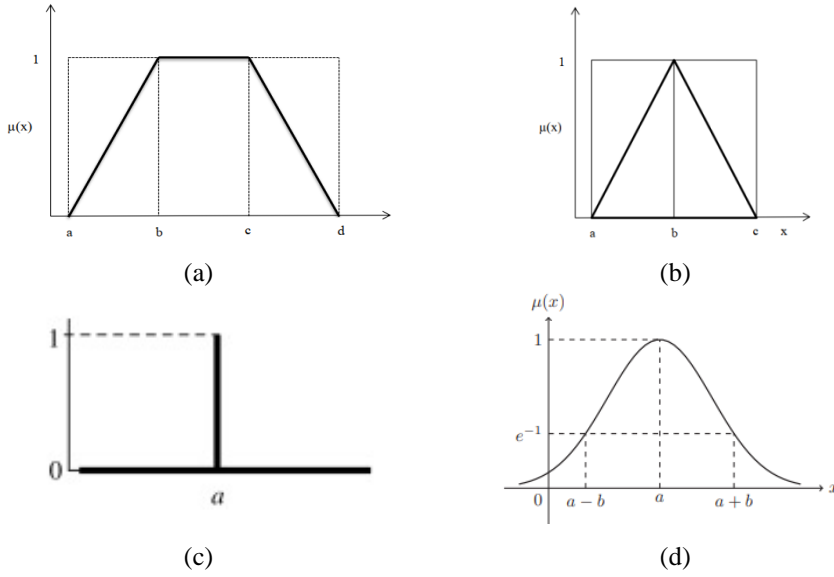 1
μ(x)
a b c d
(a)
1
μ(x)
a b c x
(b)
1
0
a
(c)
μ(x)
1
e⁻¹
0 a − b a a + b x
(d)